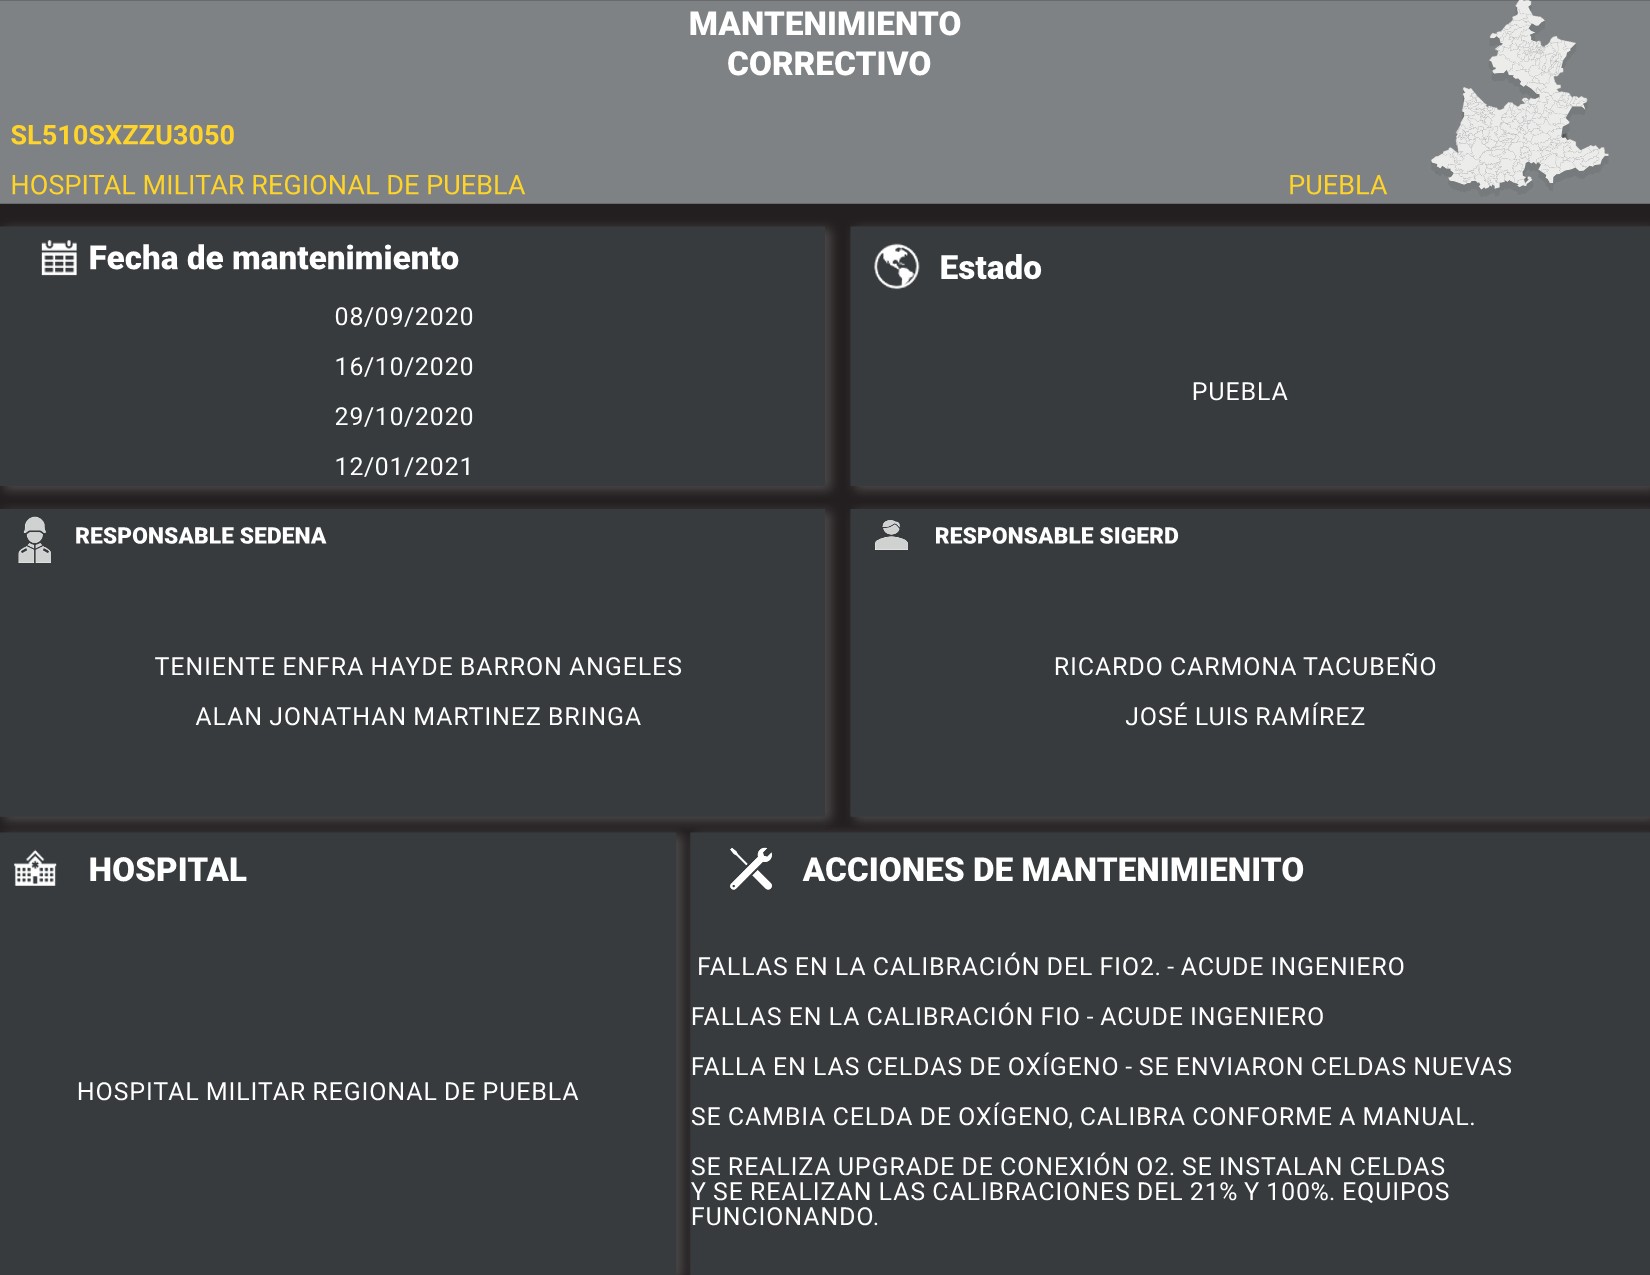 MANTENIMIENTO
CORRECTIVO
SL510SXZZU3050
HOSPITAL MILITAR REGIONAL DE PUEBLA
PUEBLA
Fecha de mantenimiento
08/09/2020
16/10/2020
29/10/2020
12/01/2021
Estado
PUEBLA
RESPONSABLE SEDENA
TENIENTE ENFRA HAYDE BARRON ANGELES
ALAN JONATHAN MARTINEZ BRINGA
RESPONSABLE SIGERD
RICARDO CARMONA TACUBEÑO
JOSÉ LUIS RAMÍREZ
HOSPITAL
HOSPITAL MILITAR REGIONAL DE PUEBLA
ACCIONES DE MANTENIMIENITO
FALLAS EN LA CALIBRACIÓN DEL FIO2. - ACUDE INGENIERO
FALLAS EN LA CALIBRACIÓN FIO - ACUDE INGENIERO
FALLA EN LAS CELDAS DE OXÍGENO - SE ENVIARON CELDAS NUEVAS
SE CAMBIA CELDA DE OXÍGENO, CALIBRA CONFORME A MANUAL.
SE REALIZA UPGRADE DE CONEXIÓN O2. SE INSTALAN CELDAS
Y SE REALIZAN LAS CALIBRACIONES DEL 21% Y 100%. EQUIPOS
FUNCIONANDO.